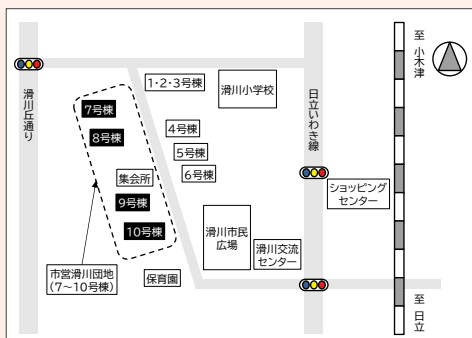 至
小木津
1・2・3号棟
滑川小学校
滑川丘通り
日立いわき線
7号棟
8号棟
4号棟
5号棟
6号棟
集会所
9号棟
10号棟
ショッピング
センター
滑川市民
広場
滑川交流
センター
市営滑川団地
(7〜10号棟)
保育園
至
日立